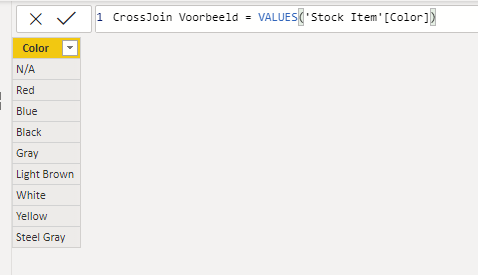 1 CrossJoin Voorbeeld = VALUES('Stock Item'[Color])
Color
N/A
Red
Blue
Black
Gray
Light Brown
White
Yellow
Steel Gray